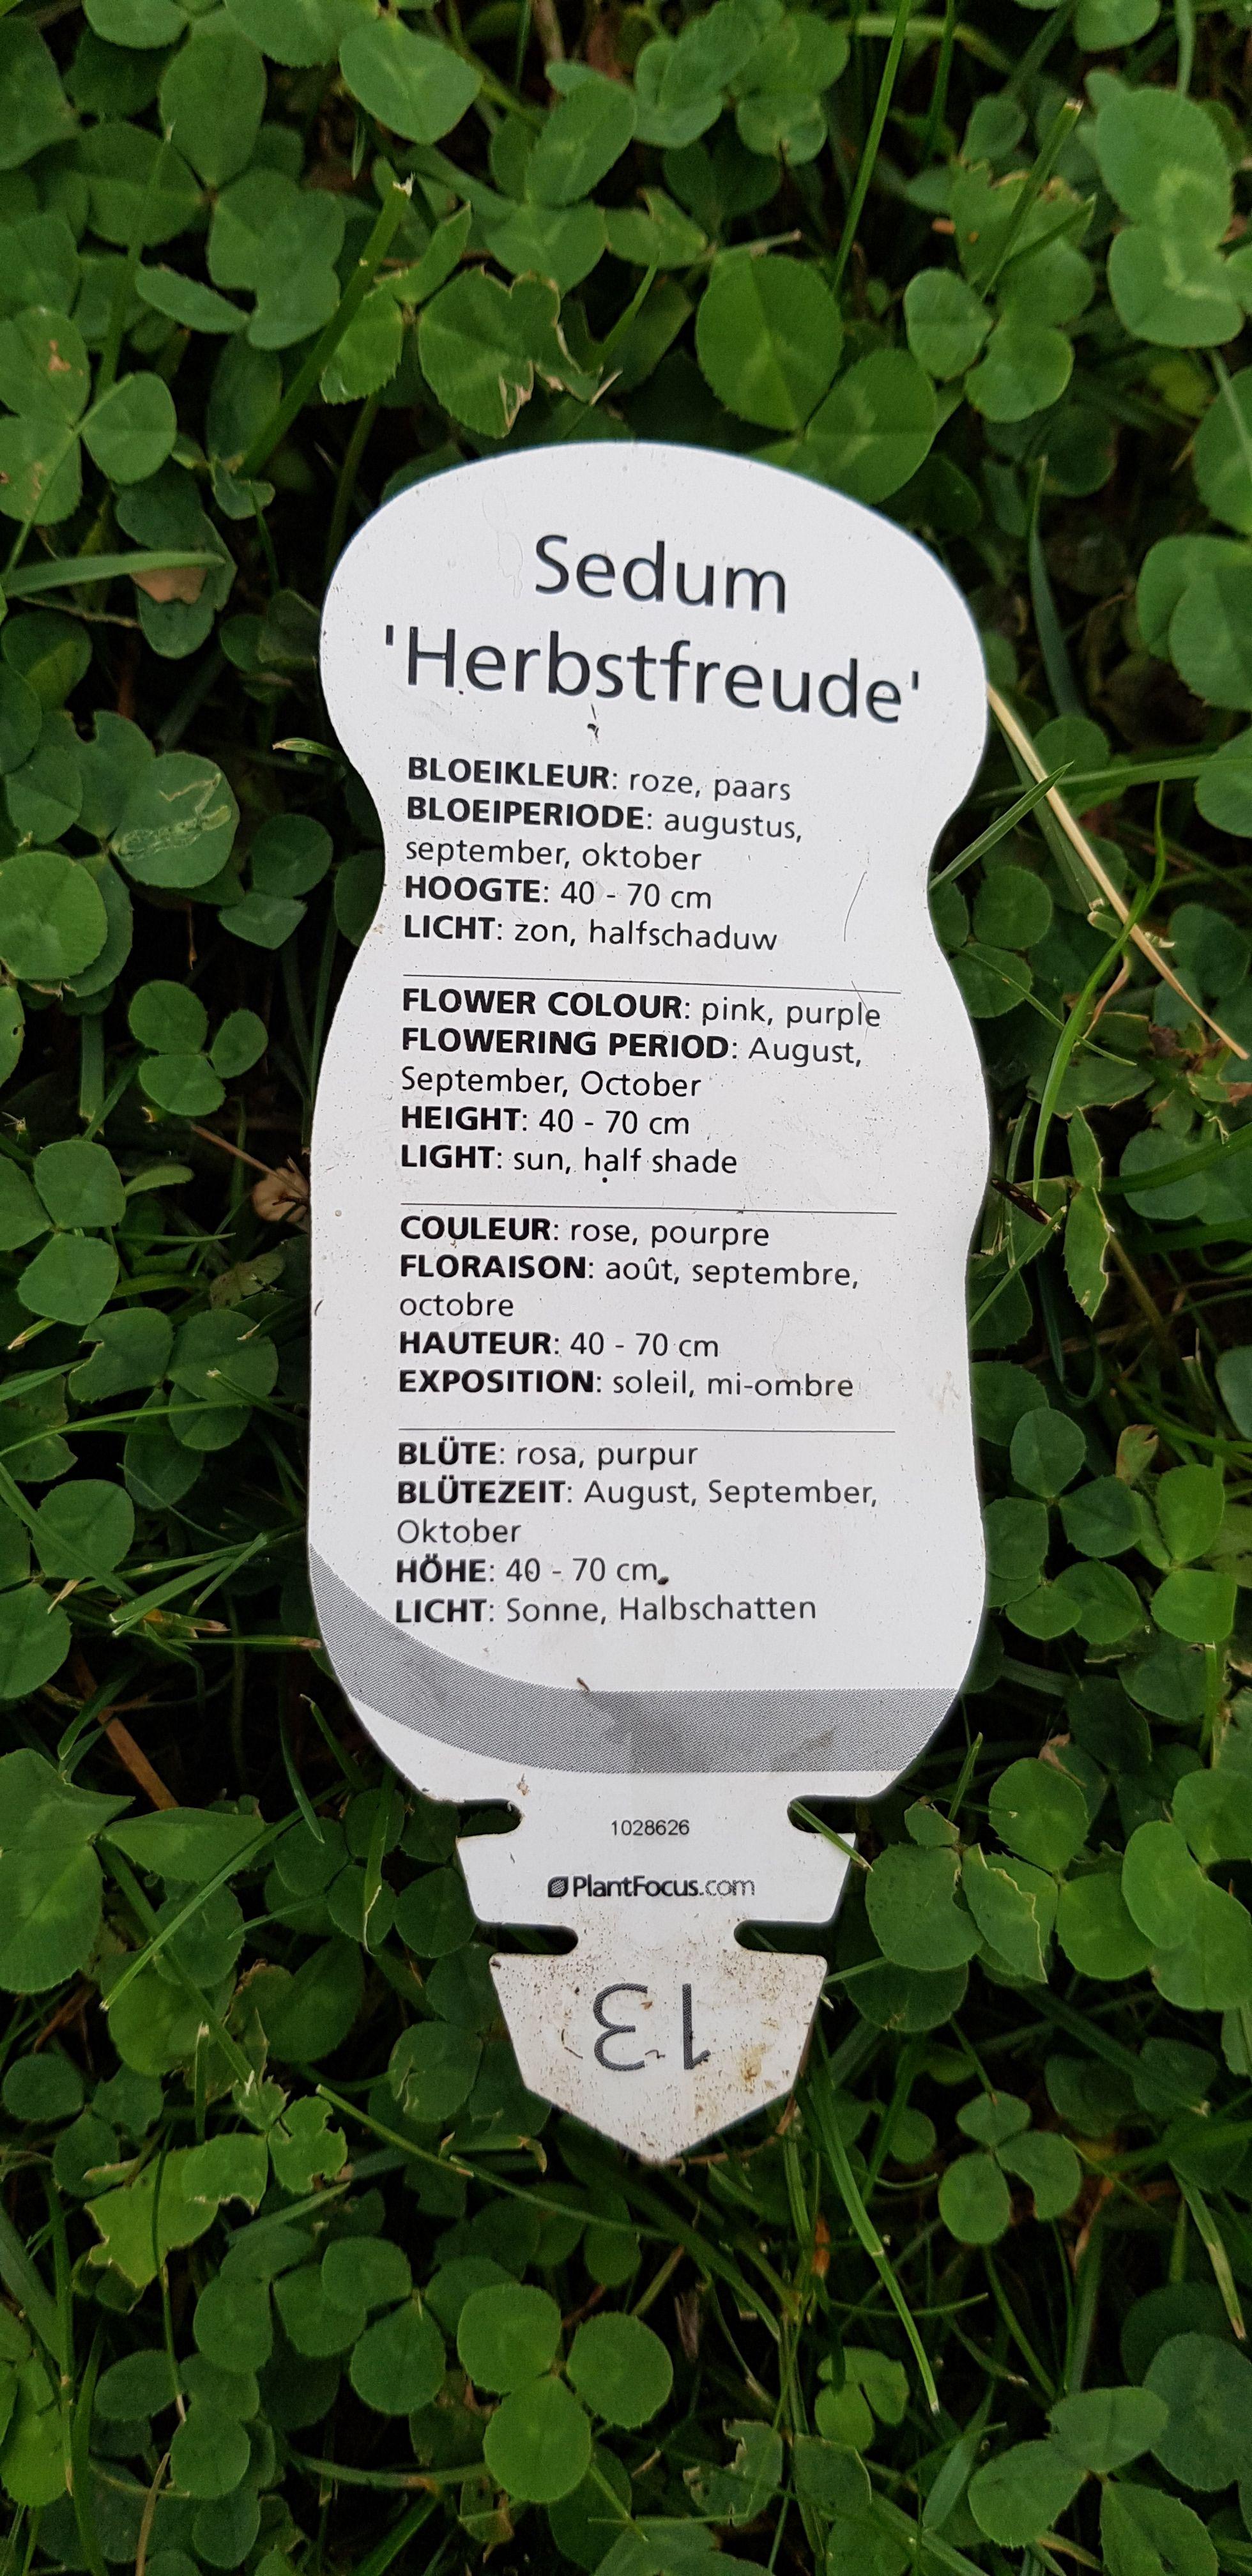 Sedum
'Herbstfreude'
BLOEIKLEUR: roze, paars
BLOEIPERIODE: augustus,
september, oktober
HOOGTE: 40 - 70 cm
LICHT: zon, halfschaduw
FLOWER COLOUR: pink, purple
FLOWERING PERIOD: August,
September, October
HEIGHT: 40 - 70 cm
LIGHT: sun, half shade
COULEUR: rose, pourpre
FLORAISON: août, septembre,
octobre
HAUTEUR: 40 - 70 cm
EXPOSITION: soleil, mi-ombre
BLÜTE: rosa, purpur
BLÜTEZEIT: August, September,
Oktober
HÖHE: 40 - 70 cm
LICHT: Sonne, Halbschatten
1028626
PlantFocus.com
13